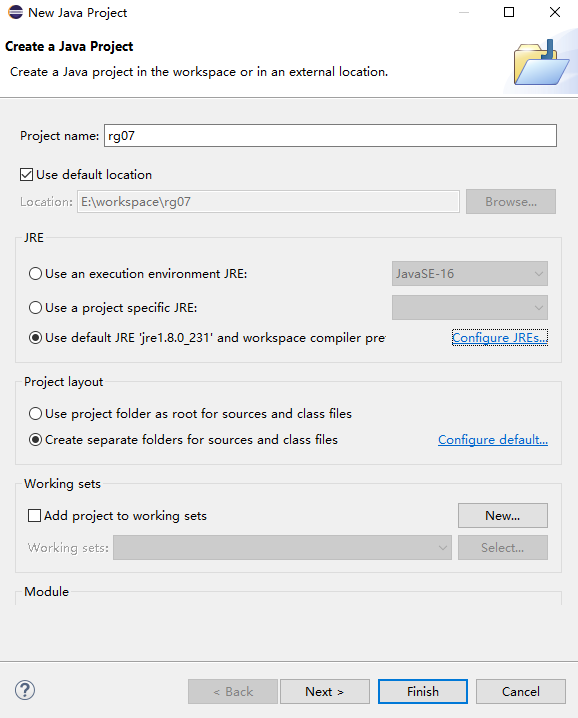 New Java Project
Create a Java Project
Create a Java project in the workspace or in an external location.
Project name: rg07
Use default location
Location: E:\workspace\rg07 Browse...
JRE
Use an execution environment JRE: JavaSE-16
Use a project specific JRE:
Use default JRE 'jre1.8.0_231' and workspace compiler pre Configure JREs...
Project layout
Use project folder as root for sources and class files
Create separate folders for sources and class files Configure default...
Working sets
Add project to working sets New...
Working sets: Select...
Module
? < Back Next > Finish Cancel